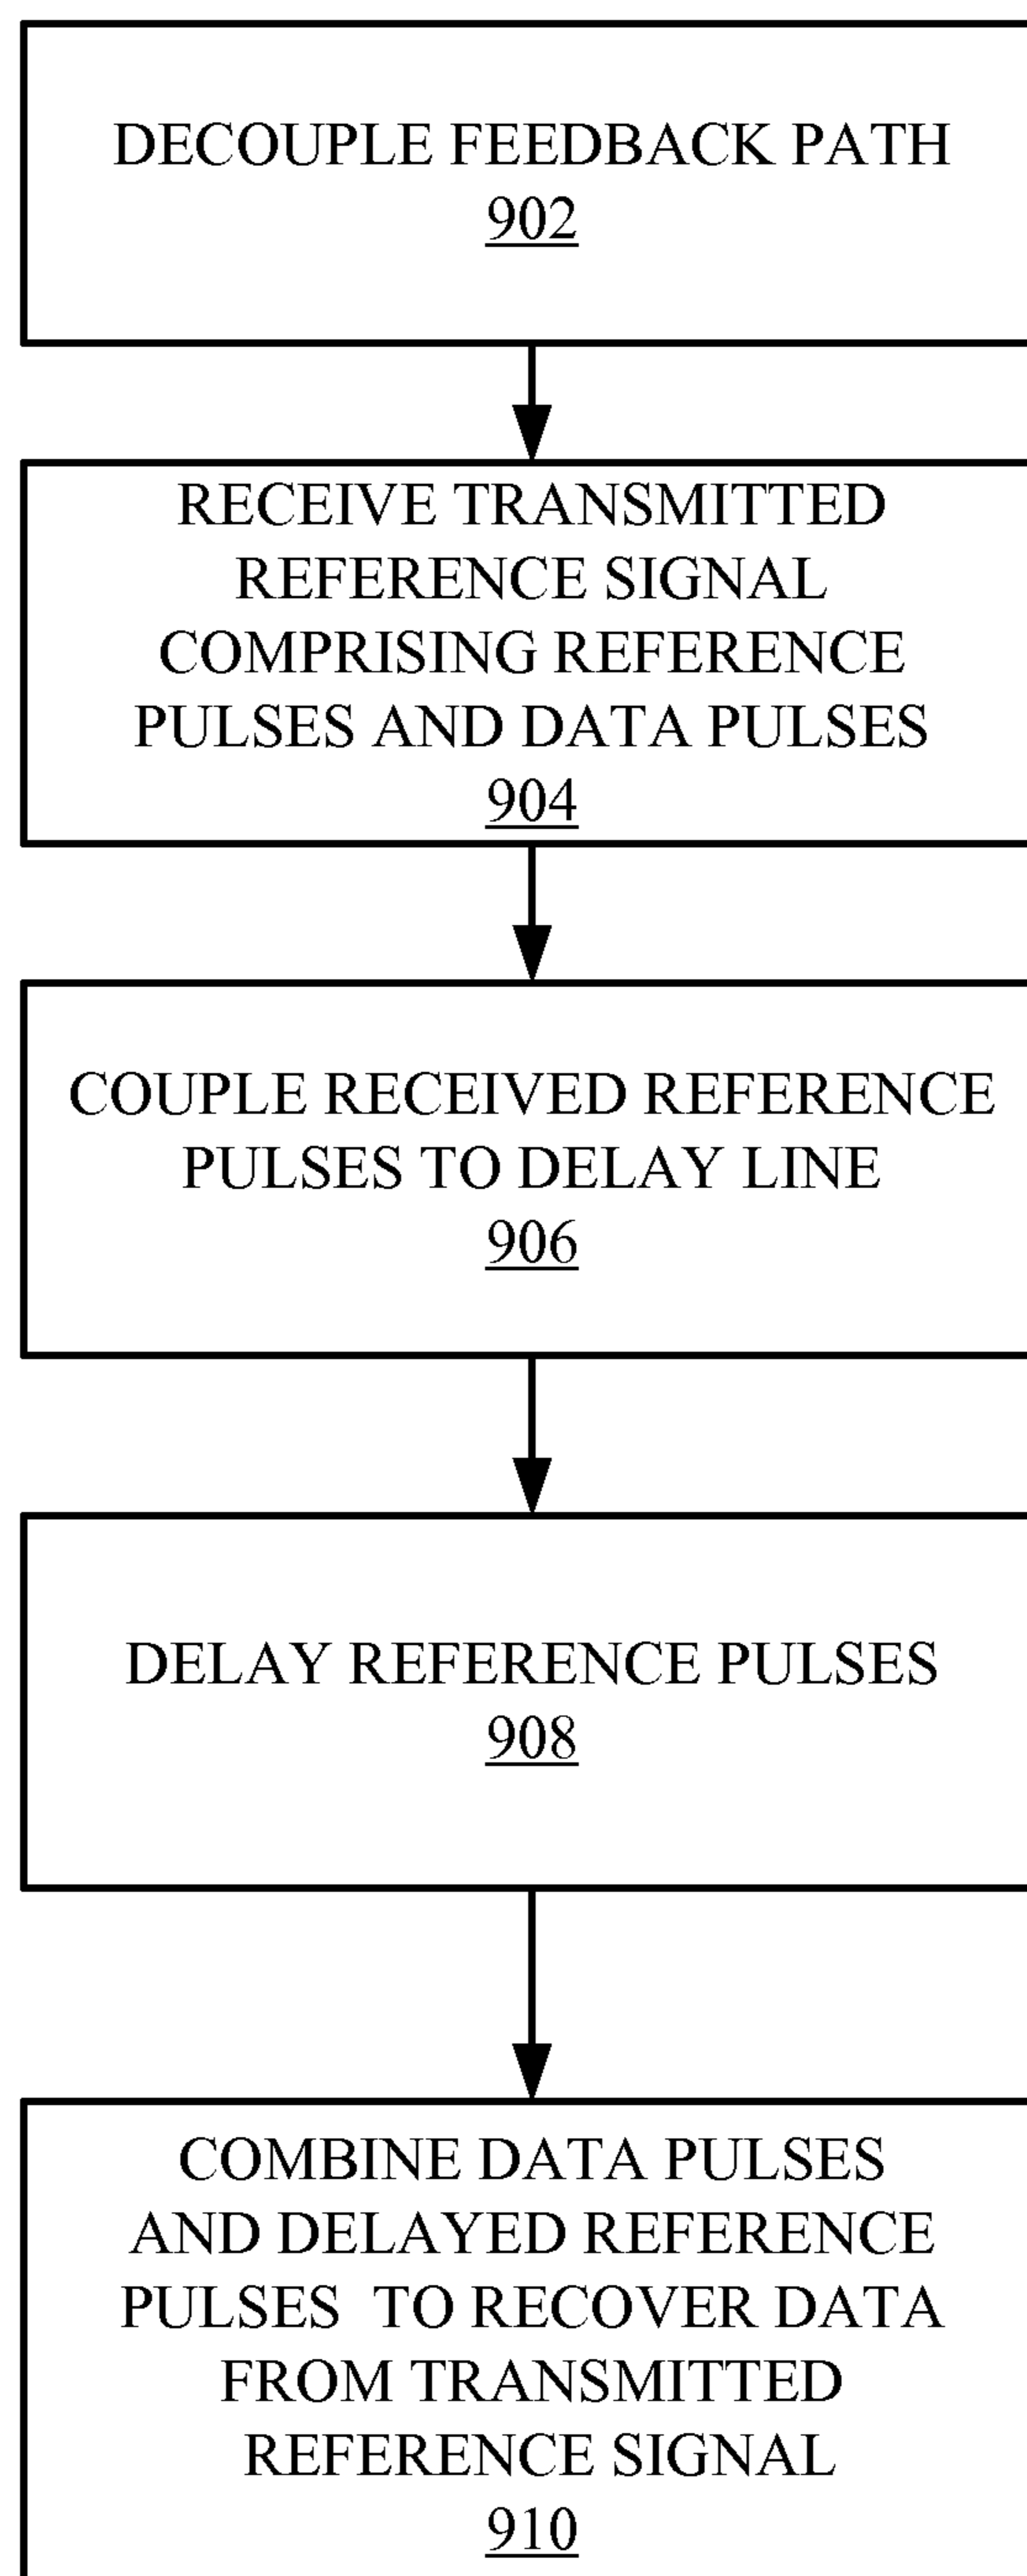 DECOUPLE FEEDBACK PATH
902
RECEIVE TRANSMITTED
REFERENCE SIGNAL
COMPRISING REFERENCE
PULSES AND DATA PULSES
904
COUPLE RECEIVED REFERENCE
PULSES TO DELAY LINE
906
DELAY REFERENCE PULSES
908
COMBINE DATA PULSES
AND DELAYED REFERENCE
PULSES TO RECOVER DATA
FROM TRANSMITTED
REFERENCE SIGNAL
910